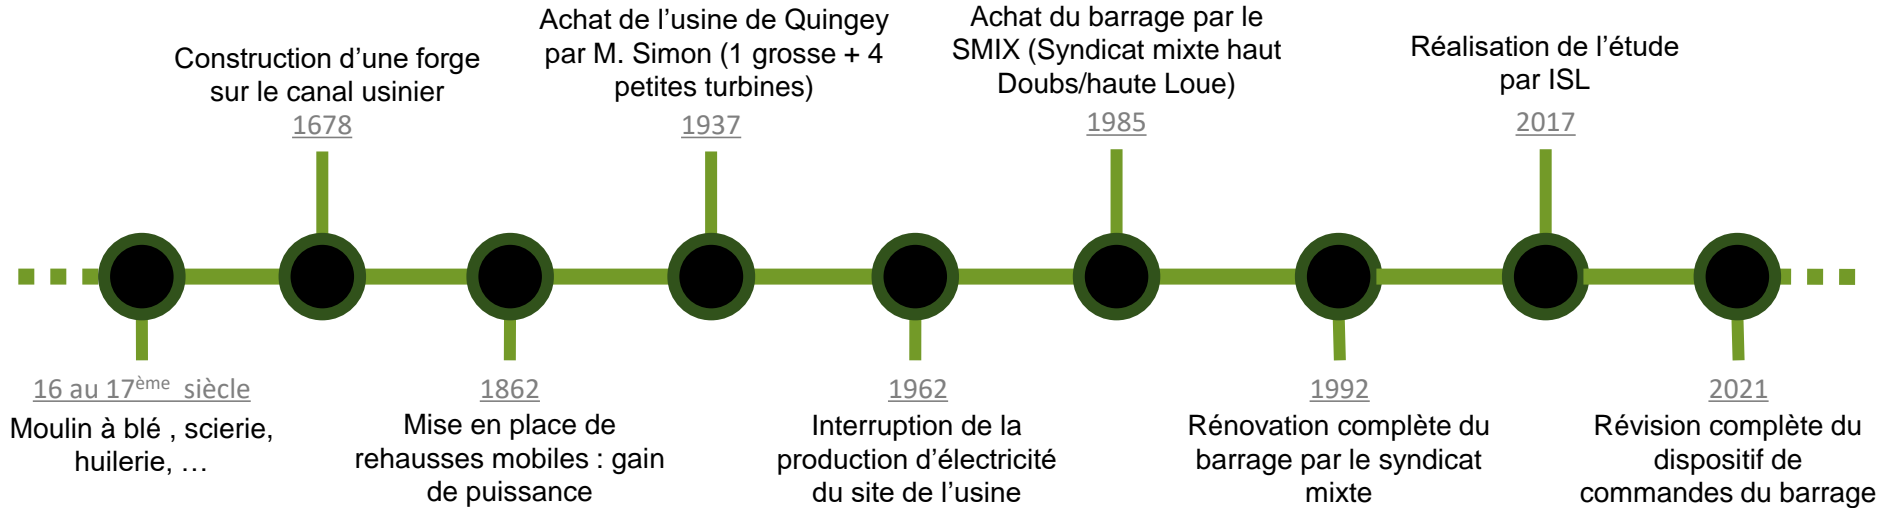 16 au 17ème siècle
Moulin à blé , scierie,
huilerie, …
Construction d’une forge
sur le canal usinier
1678
1862
Mise en place de
rehausses mobiles : gain
de puissance
Achat de l’usine de Quingey
par M. Simon (1 grosse + 4
petites turbines)
1937
1962
Interruption de la
production d’électricité
du site de l’usine
Achat du barrage par le
SMIX (Syndicat mixte haut
Doubs/haute Loue)
1985
1992
Rénovation complète du
barrage par le syndicat
mixte
Réalisation de l’étude
par ISL
2017
2021
Révision complète du
dispositif de
commandes du barrage